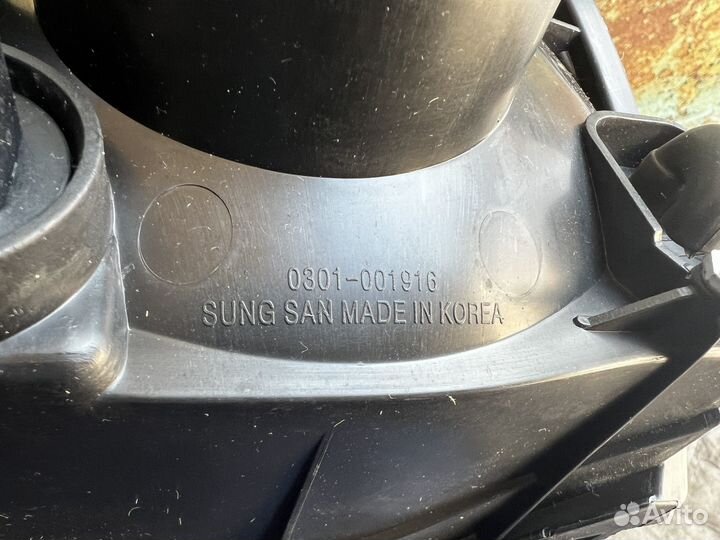 0301-001916
SUNG SAN MADE IN KOREA
Avito